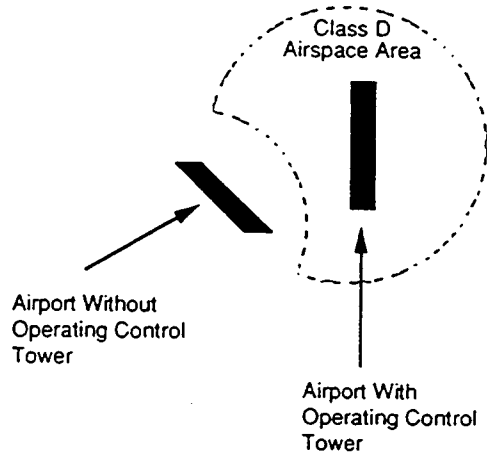 Class D
Airspace Area
Airport Without
Operating Control
Tower
Airport With
Operating Control
Tower